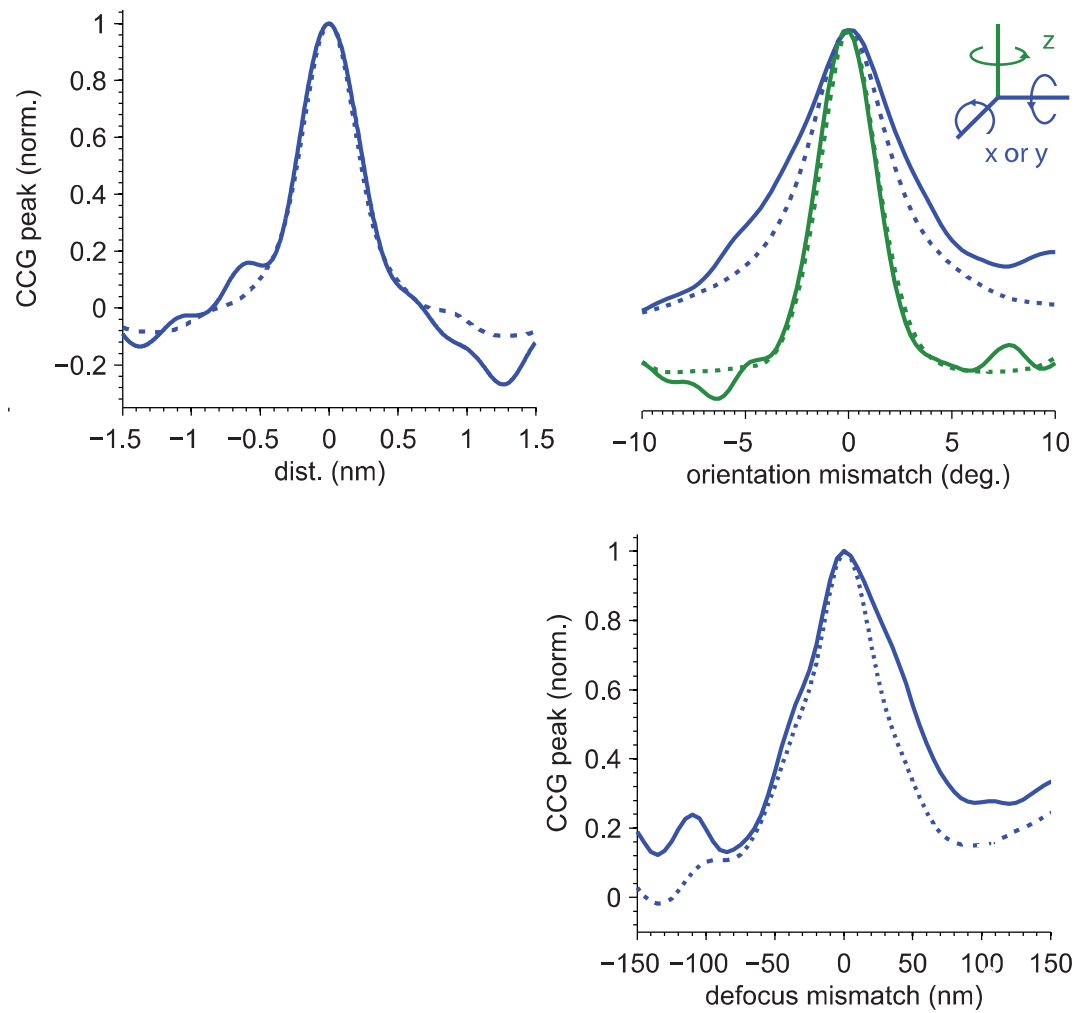 CCG peak (norm.)
1
0.8
0.6
0.4
0.2
0
−0.2
−1.5 −1 −0.5 0 0.5 1 1.5
dist. (nm)
z
x or y
−10 −5 0 5 10
orientation mismatch (deg.)
CCG peak (norm.)
1
0.8
0.6
0.4
0.2
0
−150 −100 −50 0 50 100 150
defocus mismatch (nm)